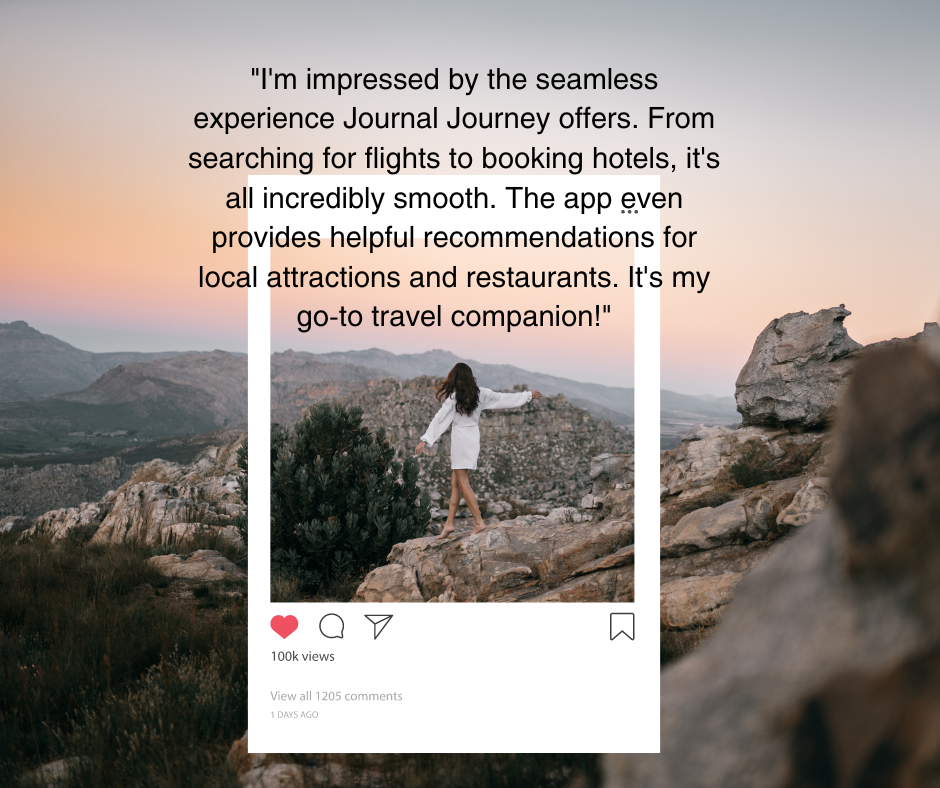 "I'm impressed by the seamless
experience Journal Journey offers. From
searching for flights to booking hotels, it's
all incredibly smooth. The app even
provides helpful recommendations for
local attractions and restaurants. It's my
go-to travel companion!"
100k views
View all 1205 comments
1 DAYS AGO